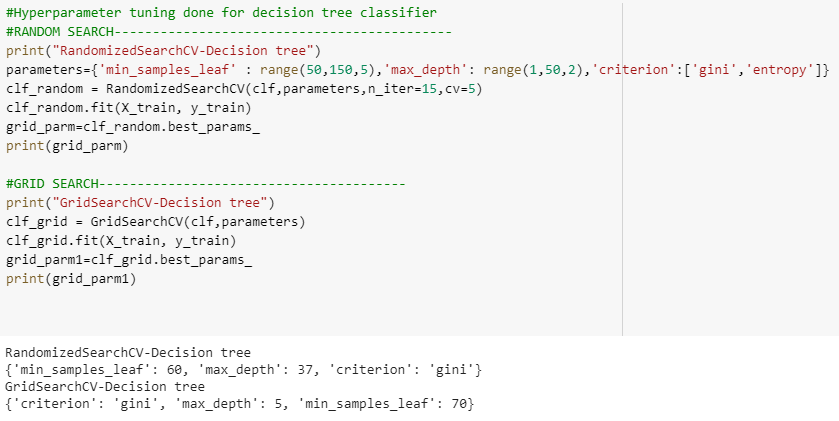 #Hyperparameter tuning done for decision tree classifier
#RANDOM SEARCH--------------------------------------------
print("RandomizedSearchCV-Decision tree")
parameters={'min_samples_leaf' : range(50,150,5),'max_depth': range(1,50,2),'criterion':['gini','entropy']}
clf_random = RandomizedSearchCV(clf,parameters,n_iter=15,cv=5)
clf_random.fit(X_train, y_train)
grid_parm=clf_random.best_params_
print(grid_parm)
#GRID SEARCH----------------------------------------
print("GridSearchCV-Decision tree")
clf_grid = GridSearchCV(clf,parameters)
clf_grid.fit(X_train, y_train)
grid_parm1=clf_grid.best_params_
print(grid_parm1)
RandomizedSearchCV-Decision tree
{'min_samples_leaf': 60, 'max_depth': 37, 'criterion': 'gini'}
GridSearchCV-Decision tree
{'criterion': 'gini', 'max_depth': 5, 'min_samples_leaf': 70}